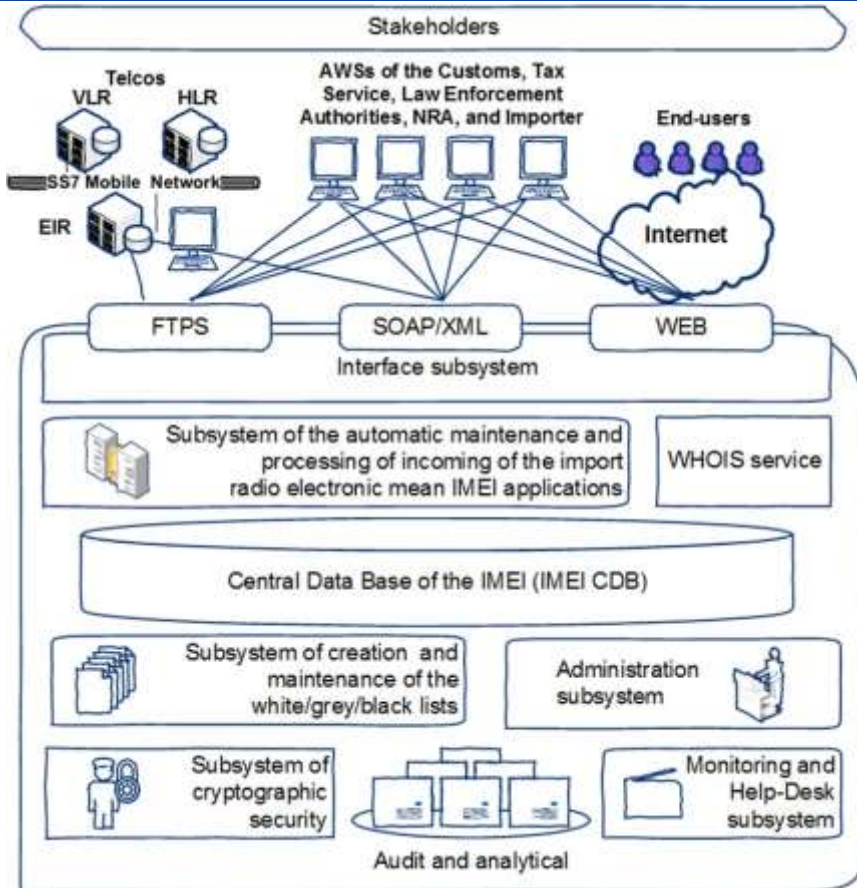 Stakeholders
Telcos
VLR
HLR
SS7 Mobile Network
EIR
AWSs of the Customs, Tax
Service, Law Enforcement
Authorities, NRA, and Importer
End-users
Internet
FTPS
SOAP/XML
WEB
Interface subsystem
Subsystem of the automatic maintenance and
processing of incoming of the import
radio electronic mean IMEI applications
WHOIS service
Central Data Base of the IMEI (IMEI CDB)
Subsystem of creation and
maintenance of the
white/grey/black lists
Administration
subsystem
Subsystem of
cryptographic
security
Monitoring and
Help-Desk
subsystem
Audit and analytical